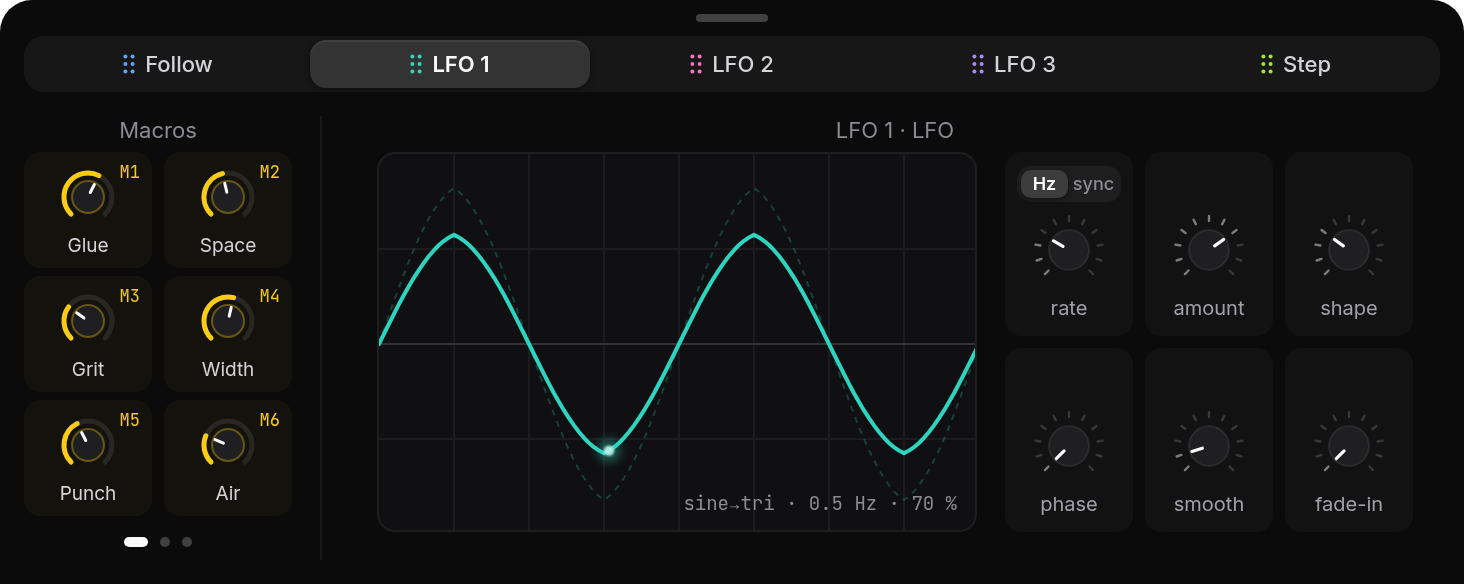 Follow
LFO 1
LFO 2
LFO 3
Step
Macros
M1
Glue
M2
Space
M3
Grit
M4
Width
M5
Punch
M6
Air
LFO 1 · LFO
sine→tri · 0.5 Hz · 70 %
Hz sync
rate
amount
shape
phase
smooth
fade-in